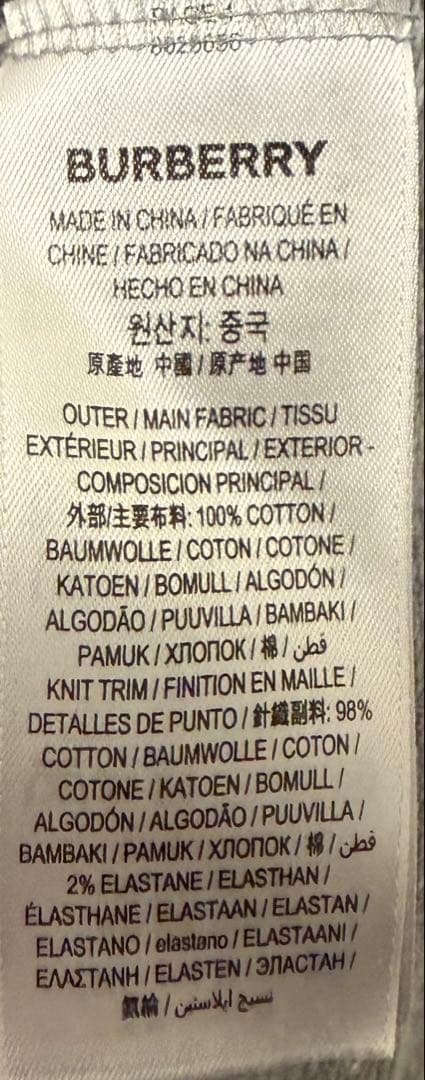 PAGE 1
8029656
BURBERRY
MADE IN CHINA / FABRIQUÉ EN
CHINE / FABRICADO NA CHINA /
HECHO EN CHINA
원산지: 중국
原產地 中國 / 原产地 中国
OUTER / MAIN FABRIC / TISSU
EXTÉRIEUR / PRINCIPAL / EXTERIOR -
COMPOSICION PRINCIPAL /
外部/主要布料: 100% COTTON /
BAUMWOLLE / COTON / COTONE /
KATOEN / BOMULL / ALGODÓN /
ALGODÃO / PUUVILLA / BAMBAKI /
PAMUK / ХЛОПОК / 棉 / قطن
KNIT TRIM / FINITION EN MAILLE /
DETALLES DE PUNTO / 針織副料: 98%
COTTON / BAUMWOLLE / COTON /
COTONE / KATOEN / BOMULL /
ALGODÓN / ALGODÃO / PUUVILLA /
BAMBAKI / PAMUK / ХЛОПОК / 棉 / قطن
2% ELASTANE / ELASTHAN /
ÉLASTHANE / ELASTAAN / ELASTAN /
ELASTANO / elastano / ELASTAANI /
ΕΛΑΣΤΑΝΗ / ELASTEN / ЭЛАСТАН /
/ نسيج ايلاستين